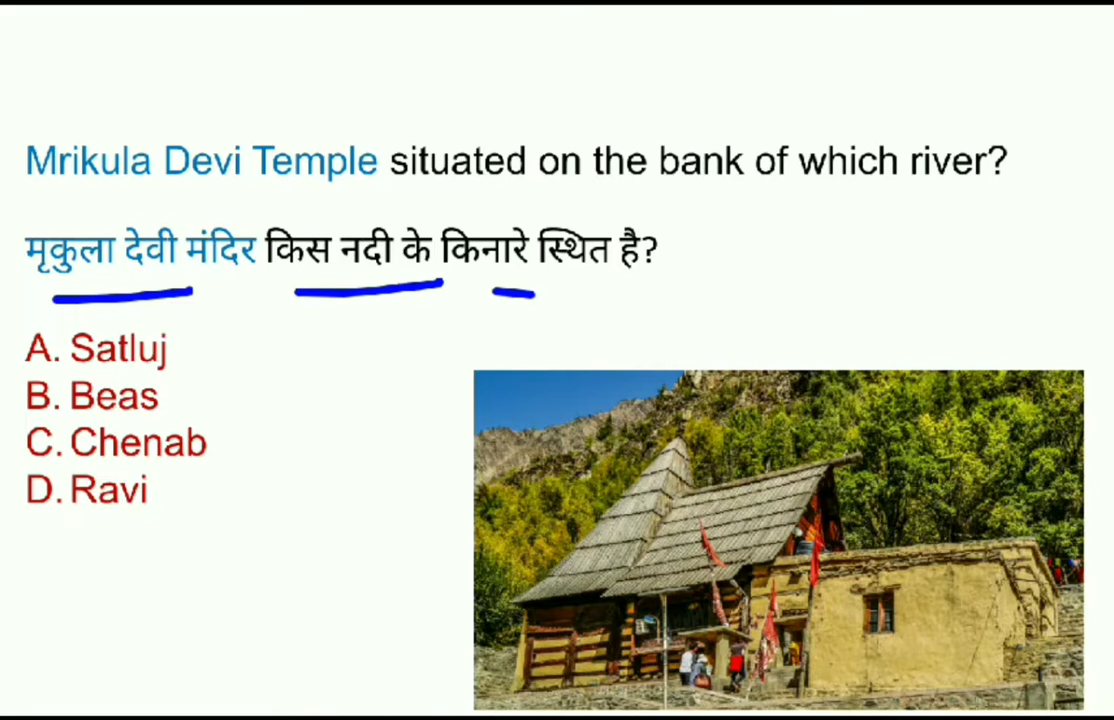 Mrikula Devi Temple situated on the bank of which river?
मृकुला देवी मंदिर किस नदी के किनारे स्थित है?
A. Satluj
B. Beas
C. Chenab
D. Ravi